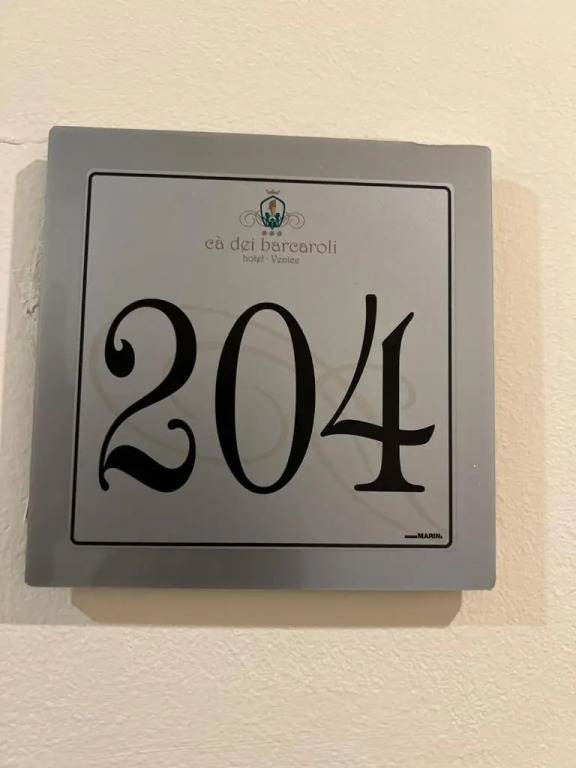 cà dei barcaroli
hotel · Venice
204
MARIN